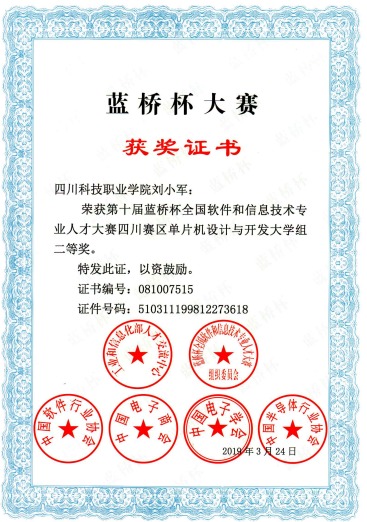 蓝桥杯大赛
获奖证书
四川科技职业学院刘小军：
荣获第十届蓝桥杯全国软件和信息技术专
业人才大赛四川赛区单片机设计与开发大学组
二等奖。
特发此证，以资鼓励。
证书编号：081007515
证件号码：510311199812273618
工业和信息化部人才交流中心
蓝桥杯全国软件和信息技术专业人才大赛
组织委员会
中国软件行业协会
中国电子商会
中国电子学会
中国半导体行业协会
2019年3月24日